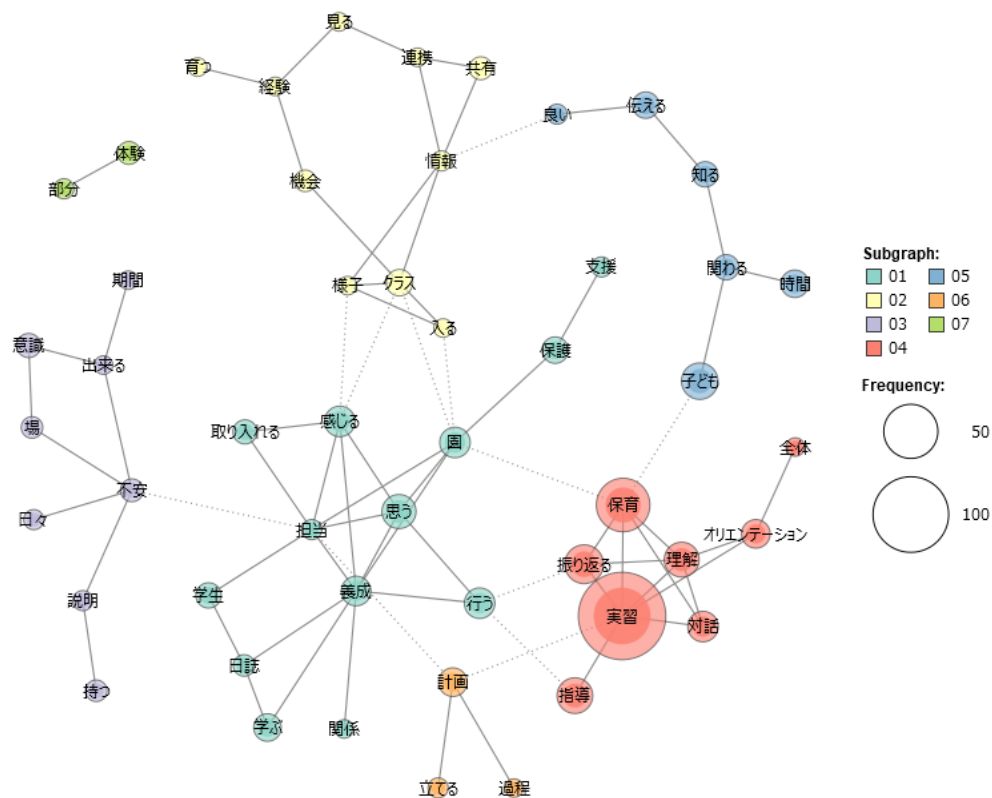 見る
連携
共有
育つ
経験
良い
伝える
体験
情報
部分
機会
知る
支援
関わる
時間
期間
様子
クラス
入る
意識
出来る
保護
子ども
場
取り入れる
感じる
園
全体
不安
日々
担当
思う
保育
オリエンテーション
振り返る
理解
説明
学生
義成
行う
実習
対話
日誌
持つ
計画
指導
学ぶ
関係
立てる
過程
Subgraph:
01
05
02
06
03
07
04
Frequency:
50
100